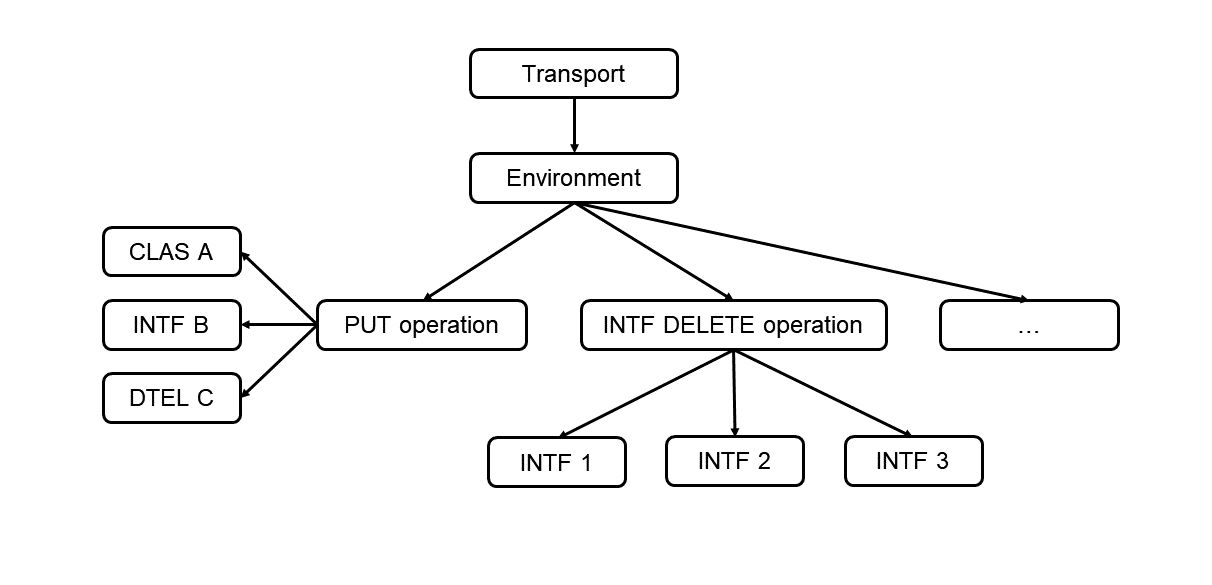 Transport
Environment
CLAS A
INTF B
DTEL C
PUT operation
INTF DELETE operation
...
INTF 1
INTF 2
INTF 3